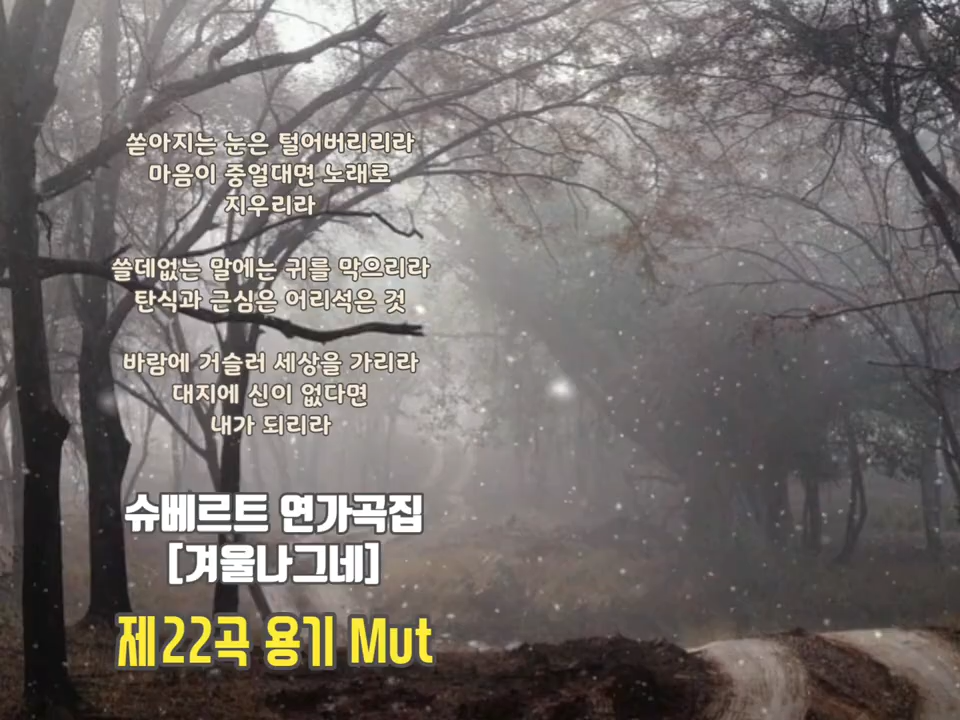 쏟아지는 눈은 털어버리리라
마음이 중얼대면 노래로
지우리라
쓸데없는 말에는 귀를 막으리라
탄식과 근심은 어리석은 것
바람에 거슬러 세상을 가리라
대지에 신이 없다면
내가 되리라
슈베르트 연가곡집
[겨울나그네]
제22곡 용기 Mut